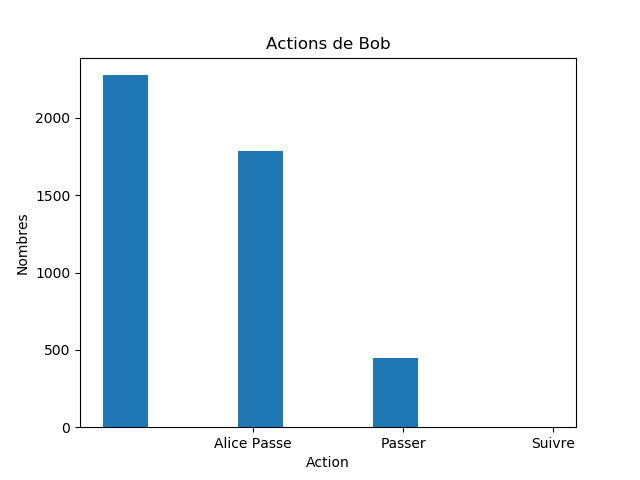 Actions de Bob
Nombres
2000
1500
1000
500
0
Alice Passe Passer Suivre
Action